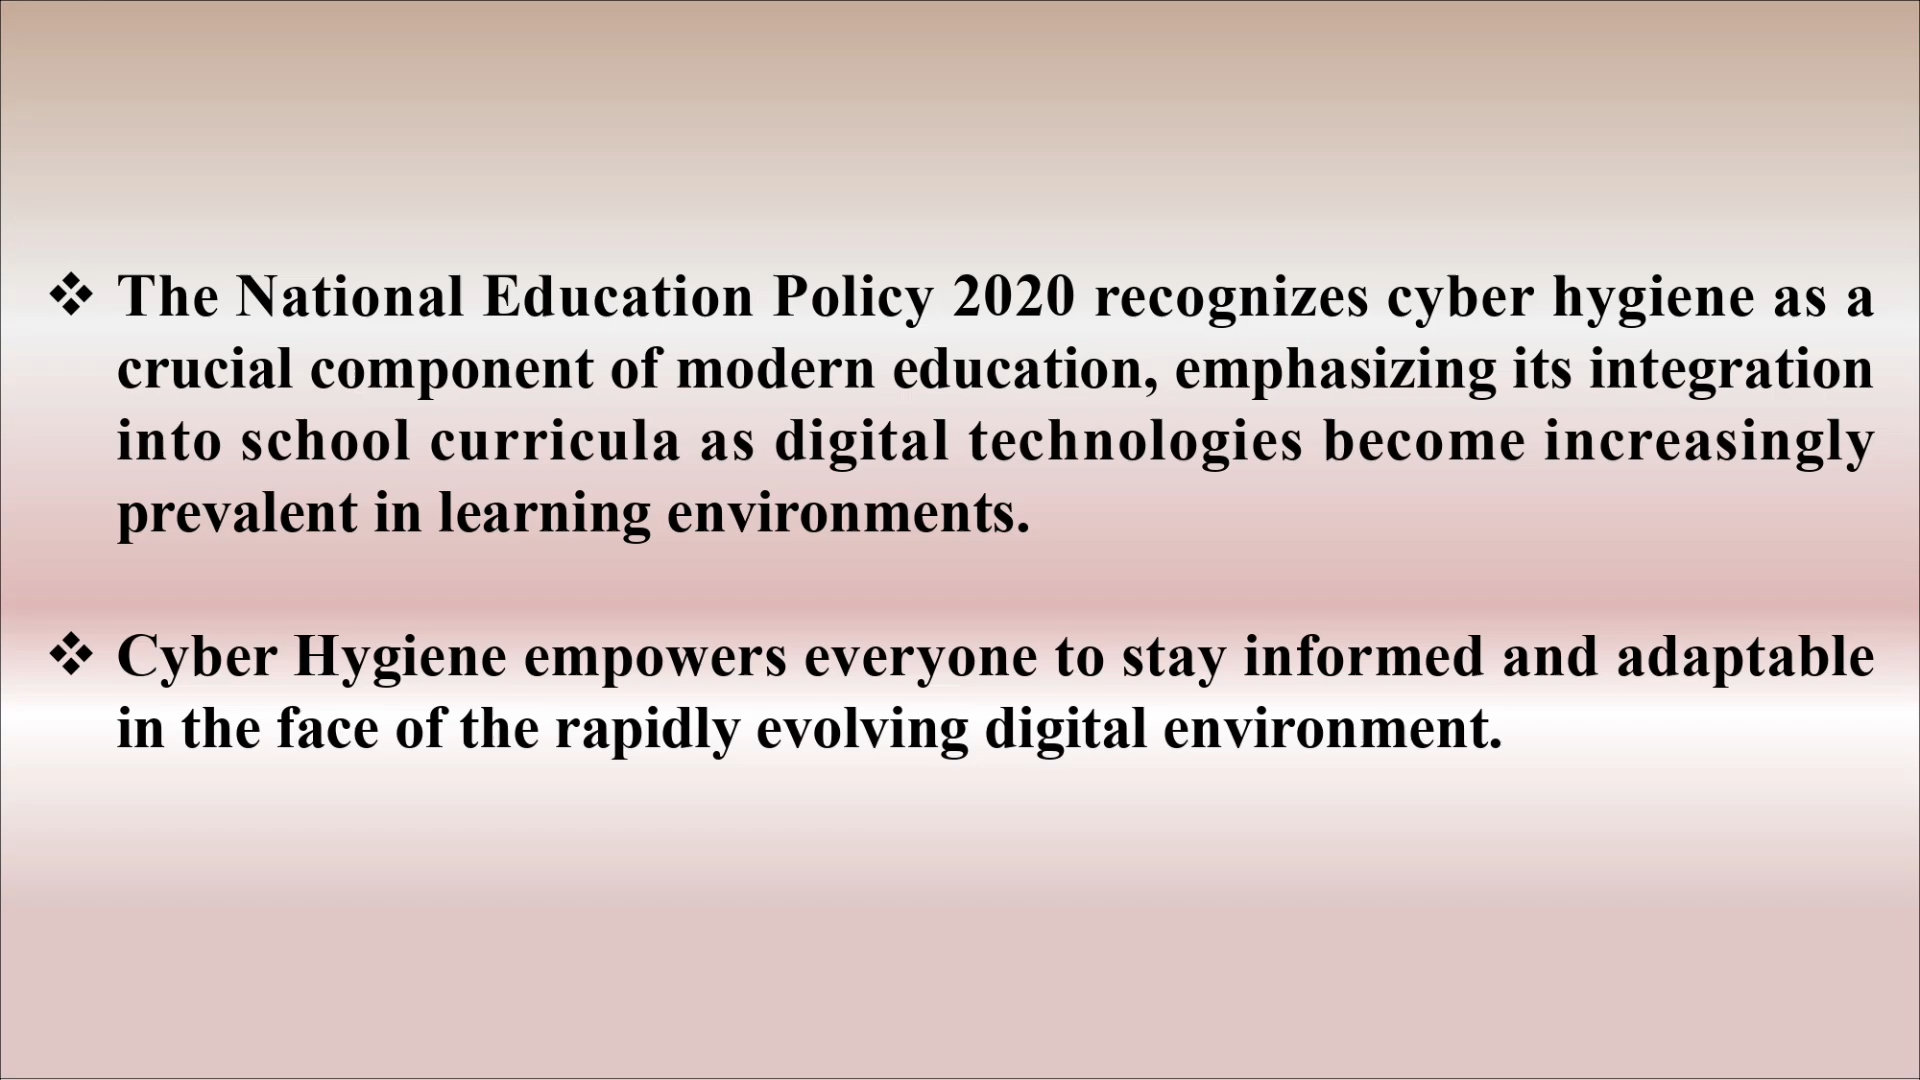 ❖ The National Education Policy 2020 recognizes cyber hygiene as a
crucial component of modern education, emphasizing its integration
into school curricula as digital technologies become increasingly
prevalent in learning environments.
❖ Cyber Hygiene empowers everyone to stay informed and adaptable
in the face of the rapidly evolving digital environment.